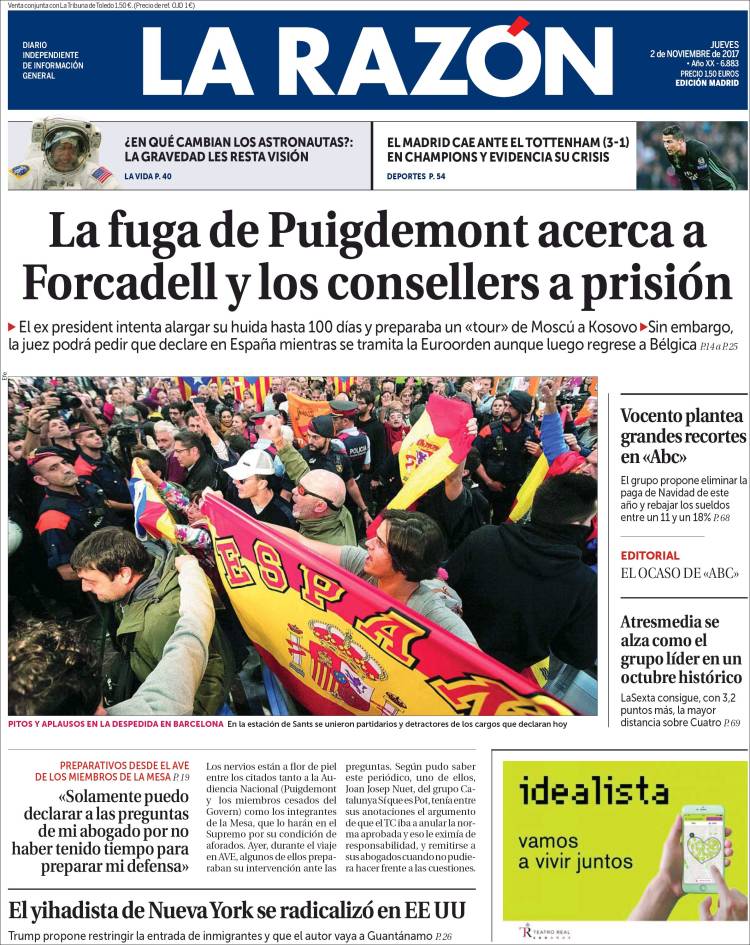 Venta conjunta con La Tribuna de Toledo 1,50 €. (Precio de ref. OJD 1 €)
DIARIO
INDEPENDIENTE
DE INFORMACIÓN
GENERAL
LA RAZÓN
JUEVES
2 de NOVIEMBRE de 2017
• Año XX - 6.883
PRECIO 1,50 EUROS
EDICIÓN MADRID
¿EN QUÉ CAMBIAN LOS ASTRONAUTAS?:
LA GRAVEDAD LES RESTA VISIÓN
LA VIDA P. 40
EL MADRID CAE ANTE EL TOTTENHAM (3-1)
EN CHAMPIONS Y EVIDENCIA SU CRISIS
DEPORTES P. 54
La fuga de Puigdemont acerca a
Forcadell y los consellers a prisión
El ex president intenta alargar su huida hasta 100 días y preparaba un «tour» de Moscú a Kosovo Sin embargo,
la juez podrá pedir que declare en España mientras se tramita la Euroorden aunque luego regrese a Bélgica P.14 a P.25
Efe
POLICIA
ESPAÑ
PITOS Y APLAUSOS EN LA DESPEDIDA EN BARCELONA En la estación de Sants se unieron partidarios y detractores de los cargos que declaran hoy
Vocento plantea
grandes recortes
en «Abc»
El grupo propone eliminar la
paga de Navidad de este
año y rebajar los sueldos
entre un 11 y un 18% P.68
EDITORIAL
EL OCASO DE «ABC»
Atresmedia se
alza como el
grupo líder en un
octubre histórico
LaSexta consigue, con 3,2
puntos más, la mayor
distancia sobre Cuatro P.69
PREPARATIVOS DESDE EL AVE
DE LOS MIEMBROS DE LA MESA P.19
«Solamente puedo
declarar a las preguntas
de mi abogado por no
haber tenido tiempo para
preparar mi defensa»
Los nervios están a flor de piel
entre los citados tanto a la Au-
diencia Nacional (Puigdemont
y los miembros cesados del
Govern) como los integrantes
de la Mesa, que lo harán en el
Supremo por su condición de
aforados. Ayer, durante el viaje
en AVE, algunos de ellos prepa-
raban su intervención ante las
preguntas. Según pudo saber
este periódico, uno de ellos,
Joan Josep Nuet, del grupo Ca-
talunya Sí que es Pot, tenía entre
sus anotaciones el argumento
de que el TC iba a anular la nor-
ma aprobada y eso le eximía de
responsabilidad, y remitirse a
sus abogados cuando no pudie-
ra hacer frente a las cuestiones.
El yihadista de Nueva York se radicalizó en EE UU
Trump propone restringir la entrada de inmigrantes y que el autor vaya a Guantánamo P.26
idealista
vamos
a vivir juntos
TR TEATRO REAL